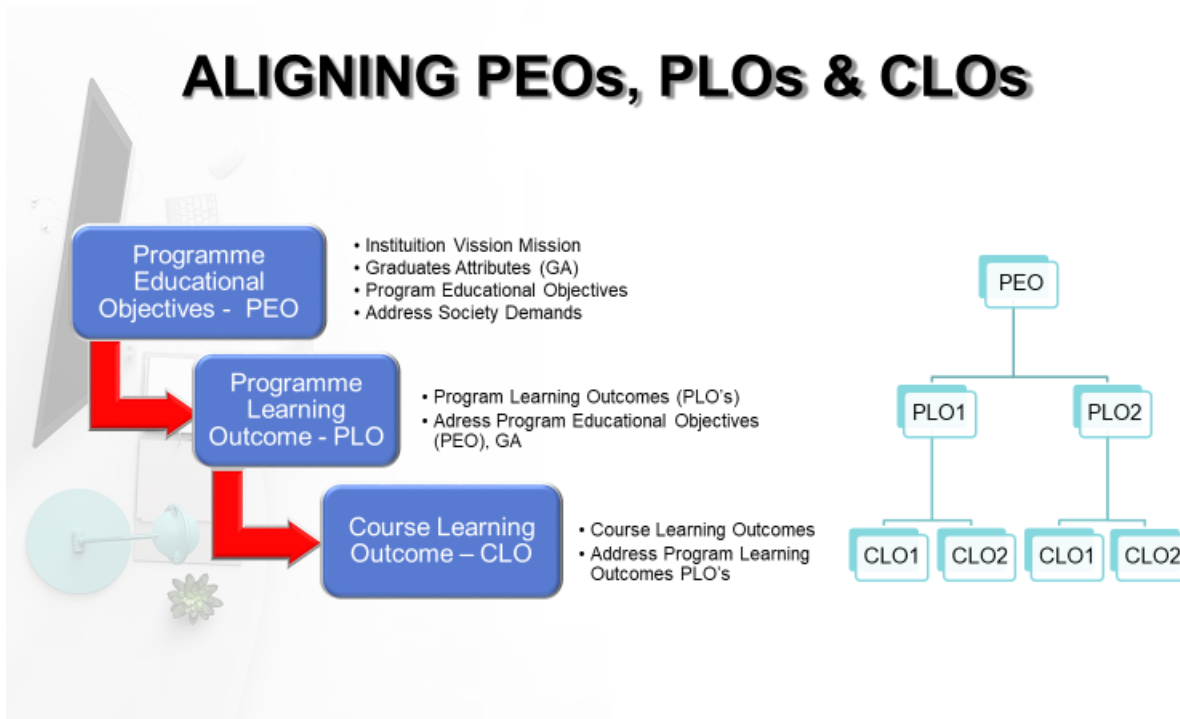 ALIGNING PEOs, PLOs & CLOs
Programme
Educational
Objectives - PEO
• Instituition Vission Mission
• Graduates Attributes (GA)
• Program Educational Objectives
• Address Society Demands
Programme
Learning
Outcome - PLO
• Program Learning Outcomes (PLO's)
• Adress Program Educational Objectives
(PEO), GA
Course Learning
Outcome – CLO
• Course Learning Outcomes
• Address Program Learning
Outcomes PLO's
PEO
PLO1 PLO2
CLO1 CLO2 CLO1 CLO2